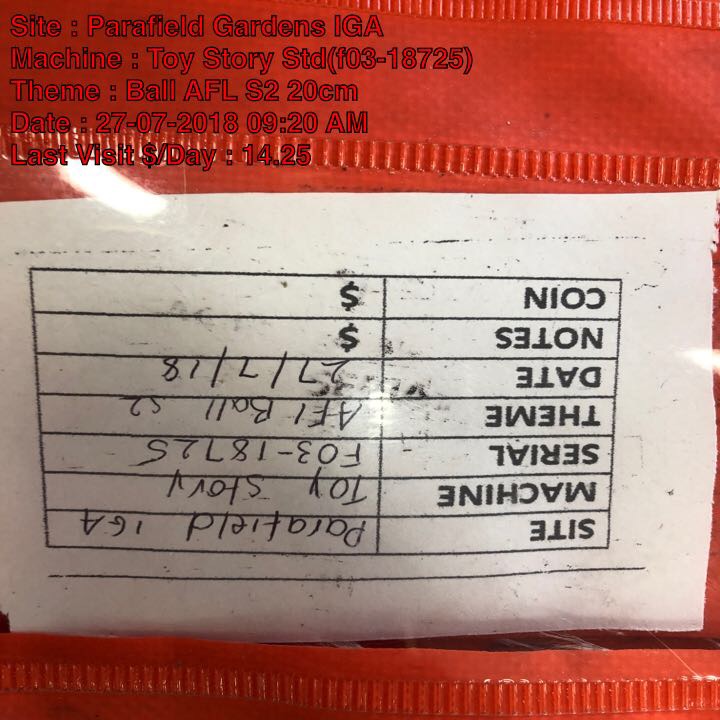 Site : Parafield Gardens IGA
Machine : Toy Story Std(f03-18725)
Theme : Ball AFL S2 20cm
Date : 27-07-2018 09:20 AM
Last Visit $/Day : 14.25
SITE Parafield IGA
MACHINE Toy Story
SERIAL F03-18725
THEME AFL Ball S2
DATE 27/7/18
NOTES $
COIN $